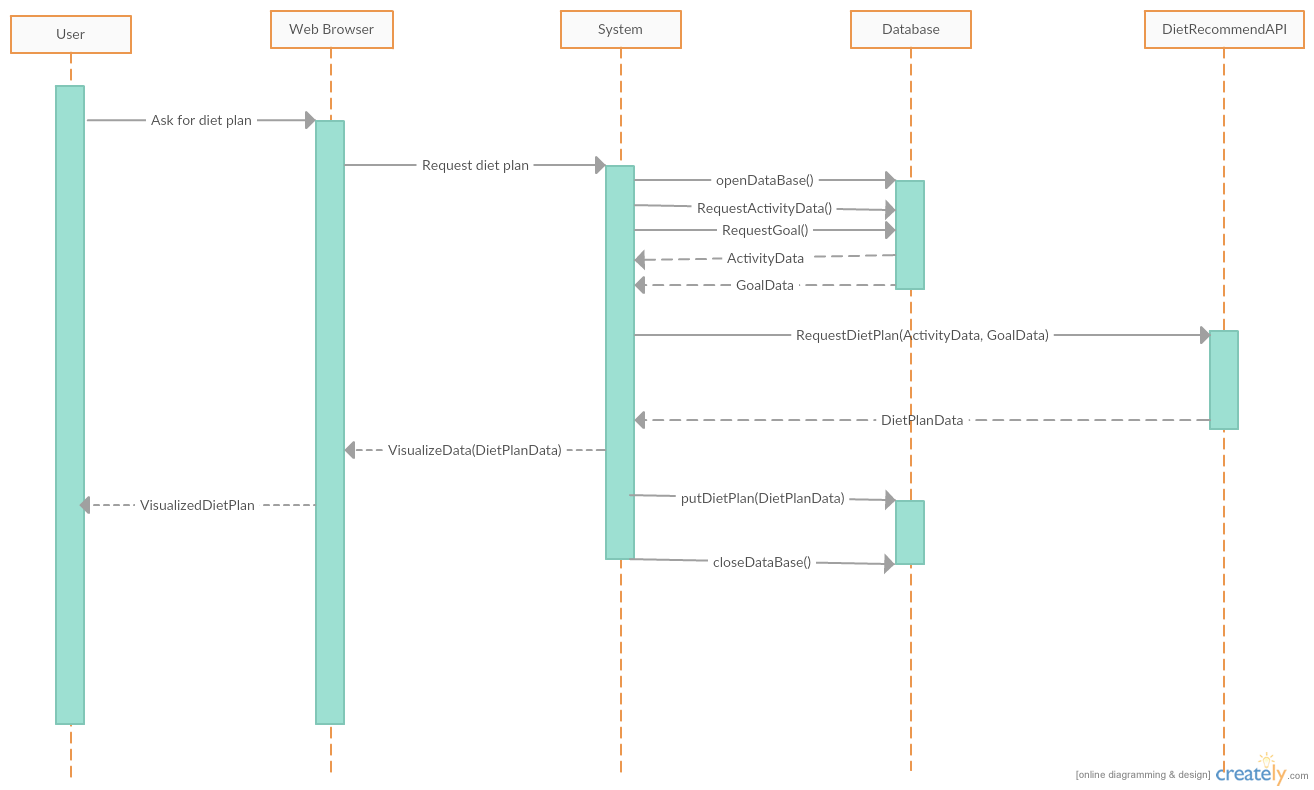 User
Web Browser
System
Database
DietRecommendAPI
Ask for diet plan
Request diet plan
openDataBase()
RequestActivityData()
RequestGoal()
ActivityData
GoalData
RequestDietPlan(ActivityData, GoalData)
DietPlanData
VisualizeData(DietPlanData)
putDietPlan(DietPlanData)
VisualizedDietPlan
closeDataBase()
[online diagramming & design] creately.com